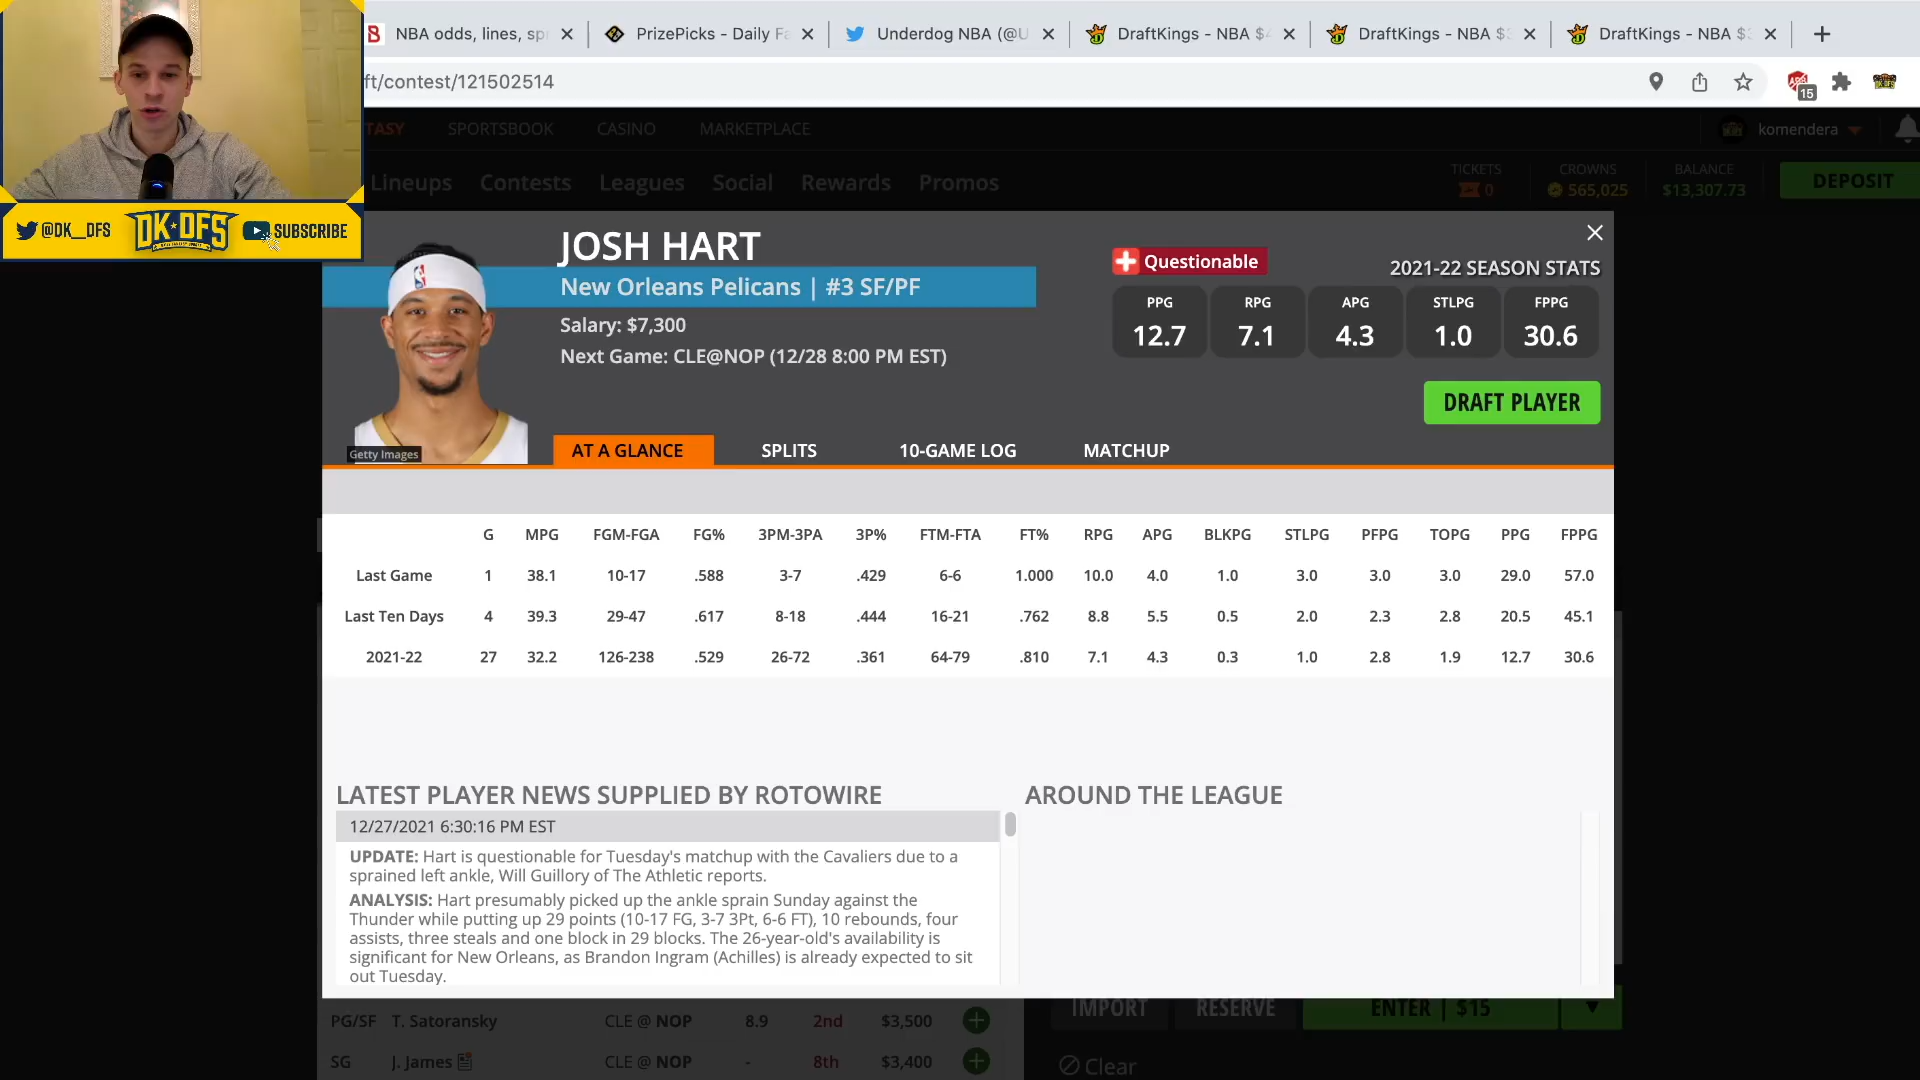 NBA odds, lines, sp
PrizePicks - Daily Fa
Underdog NBA (@U
DraftKings - NBA $
DraftKings - NBA $
DraftKings - NBA $
ft/contest/121502514
15
TASY
SPORTSBOOK
CASINO
MARKETPLACE
komendera
Lineups
Contests
Leagues
Social
Rewards
Promos
TICKETS
0
CROWNS
565,025
BALANCE
$13,307.73
DEPOSIT
@DK__DFS
DK DFS
SUBSCRIBE
JOSH HART
New Orleans Pelicans | #3 SF/PF
Salary: $7,300
Next Game: CLE@NOP (12/28 8:00 PM EST)
Questionable
2021-22 SEASON STATS
PPG RPG APG STLPG FPPG
12.7 7.1 4.3 1.0 30.6
DRAFT PLAYER
Getty Images
AT A GLANCE SPLITS 10-GAME LOG MATCHUP
G MPG FGM-FGA FG% 3PM-3PA 3P% FTM-FTA FT% RPG APG BLKPG STLPG PFPG TOPG PPG FPPG
Last Game 1 38.1 10-17 .588 3-7 .429 6-6 1.000 10.0 4.0 1.0 3.0 3.0 3.0 29.0 57.0
Last Ten Days 4 39.3 29-47 .617 8-18 .444 16-21 .762 8.8 5.5 0.5 2.0 2.3 2.8 20.5 45.1
2021-22 27 32.2 126-238 .529 26-72 .361 64-79 .810 7.1 4.3 0.3 1.0 2.8 1.9 12.7 30.6
LATEST PLAYER NEWS SUPPLIED BY ROTOWIRE
AROUND THE LEAGUE
12/27/2021 6:30:16 PM EST
UPDATE: Hart is questionable for Tuesday's matchup with the Cavaliers due to a
sprained left ankle, Will Guillory of The Athletic reports.
ANALYSIS: Hart presumably picked up the ankle sprain Sunday against the
Thunder while putting up 29 points (10-17 FG, 3-7 3Pt, 6-6 FT), 10 rebounds, four
assists, three steals and one block in 29 blocks. The 26-year-old's availability is
significant for New Orleans, as Brandon Ingram (Achilles) is already expected to sit
out Tuesday.
PG/SF T. Satoransky CLE @ NOP 8.9 2nd $3,500
SG J. James CLE @ NOP - 8th $3,400
IMPORT
RESERVE
ENTER | $15
Clear